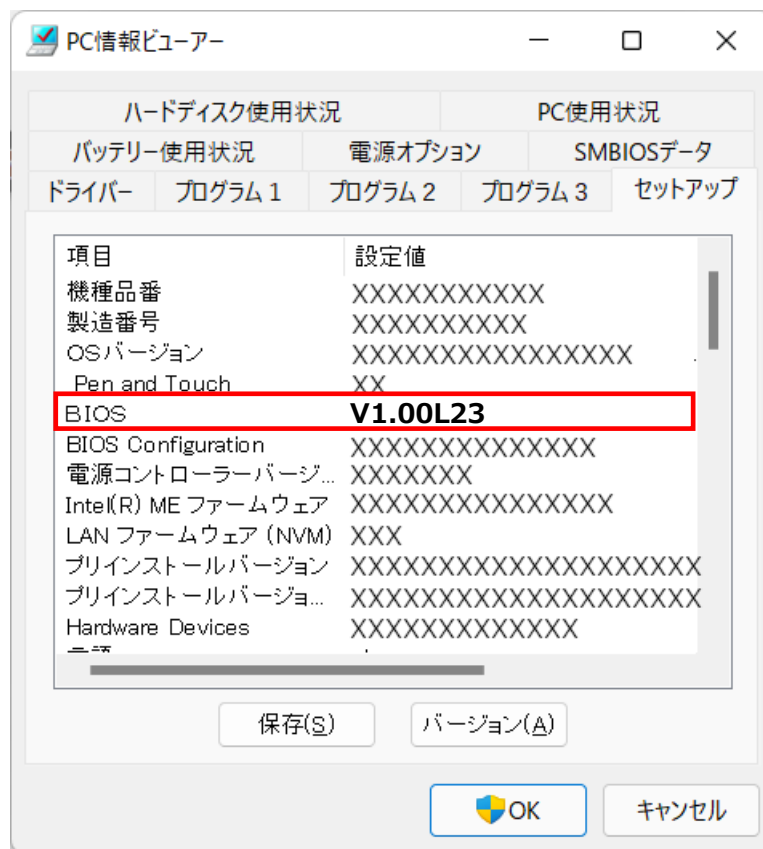 PC情報ビューアー
ハードディスク使用状況 PC使用状況
バッテリー使用状況 電源オプション SMBIOSデータ
ドライバー プログラム 1 プログラム 2 プログラム 3 セットアップ
項目 設定値
機種品番 XXXXXXXXXXX
製造番号 XXXXXXXXXX
OSバージョン XXXXXXXXXXXXXXXX
Pen and Touch XX
BIOS V1.00L23
BIOS Configuration XXXXXXXXXXXXXX
電源コントローラーバージ... XXXXXXX
Intel(R) ME ファームウェア XXXXXXXXXXXXXXX
LAN ファームウェア (NVM) XXX
プリインストールバージョン XXXXXXXXXXXXXXXXXXXX
プリインストールバージョ... XXXXXXXXXXXXXXXXXXXX
Hardware Devices XXXXXXXXXXXXX
保存(S) バージョン(A)
OK キャンセル